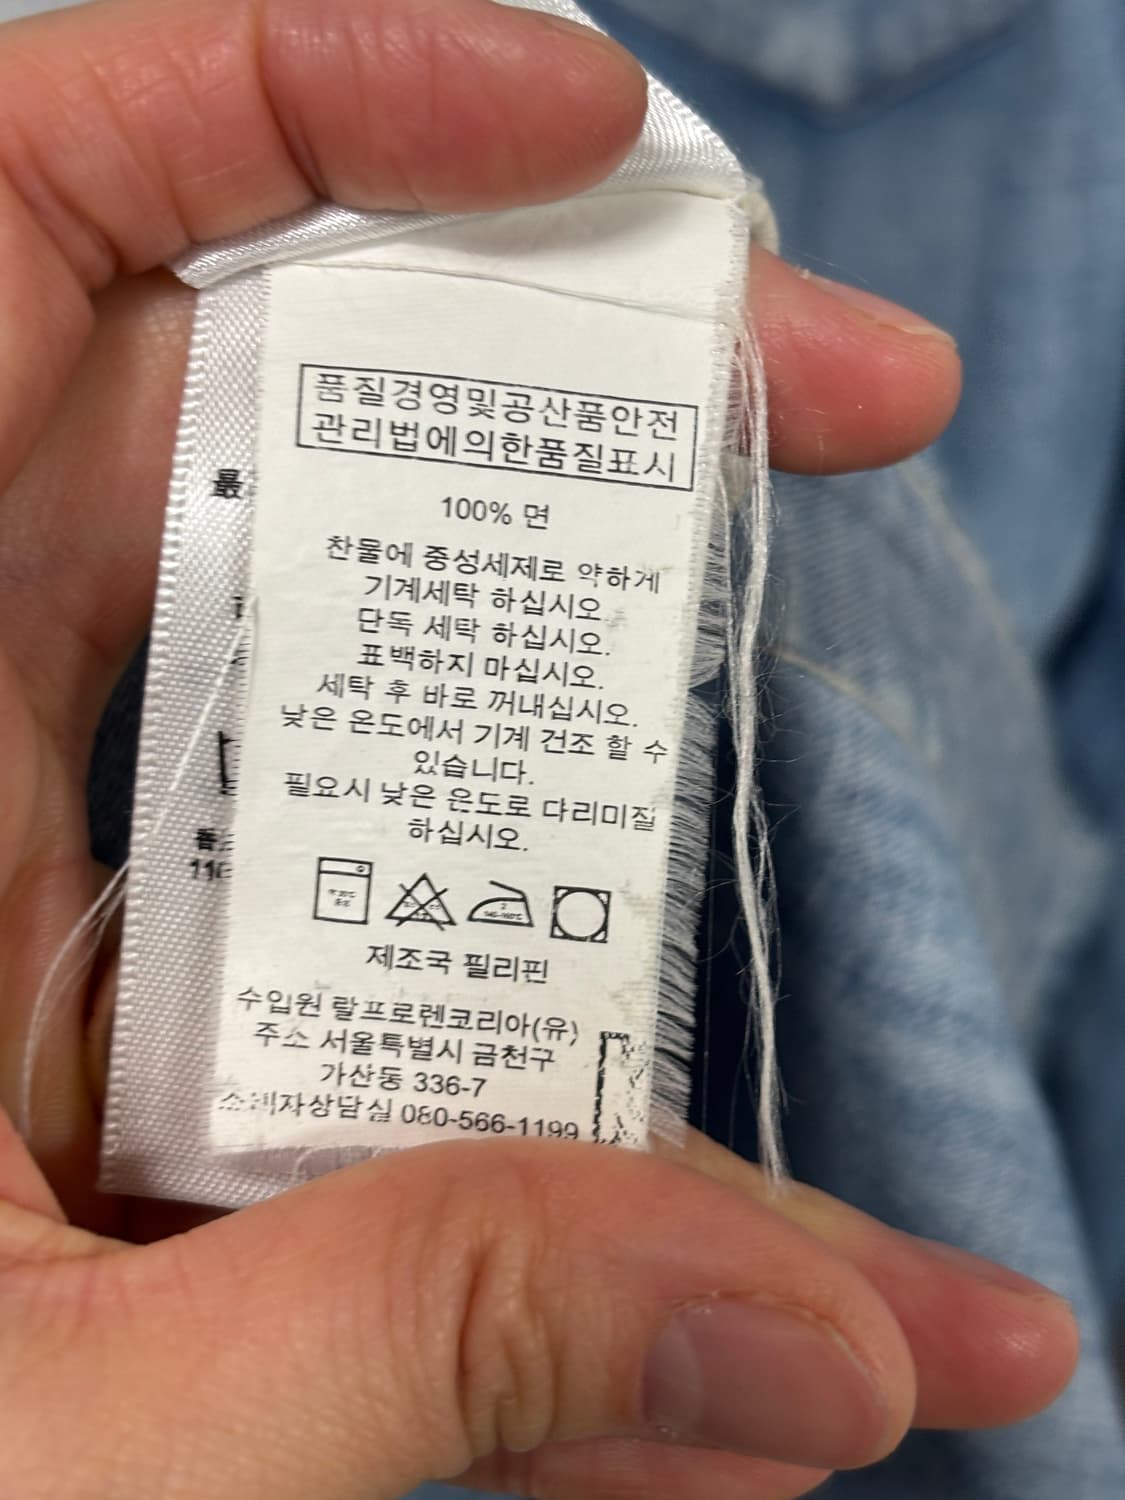 품질경영및공산품안전
관리법에의한품질표시
100% 면
찬물에 중성세제로 약하게
기계세탁 하십시오.
단독 세탁 하십시오.
표백하지 마십시오.
세탁 후 바로 꺼내십시오.
낮은 온도에서 기계 건조 할 수
있습니다.
필요시 낮은 온도로 다리미질
하십시오.
제조국 필리핀
수입원 랄프로렌코리아(유)
주소 서울특별시 금천구
가산동 336-7
소비자상담실 080-566-1199
最